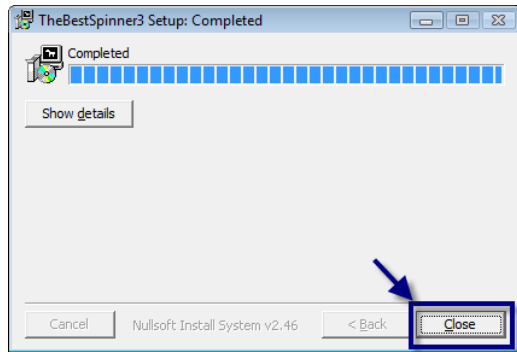 TheBestSpinner3 Setup: Completed
Completed
Show details
Cancel
Nullsoft Install System v2.46
< Back
Close